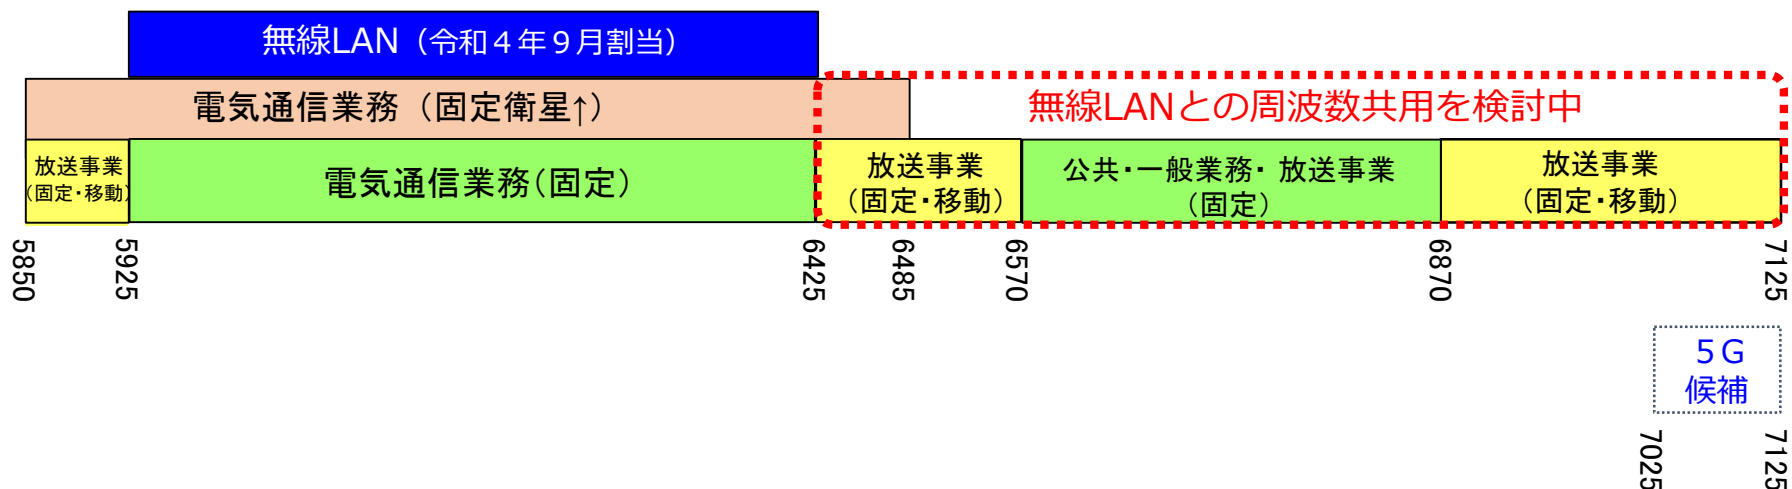 無線LAN（令和４年９月割当）
電気通信業務（固定衛星↑）
無線LANとの周波数共用を検討中
放送事業
（固定・移動）
電気通信業務（固定）
放送事業
（固定・移動）
公共・一般業務・放送事業
（固定）
放送事業
（固定・移動）
5850
5925
6425
6485
6570
6870
7125
５Ｇ
候補
7025
7125